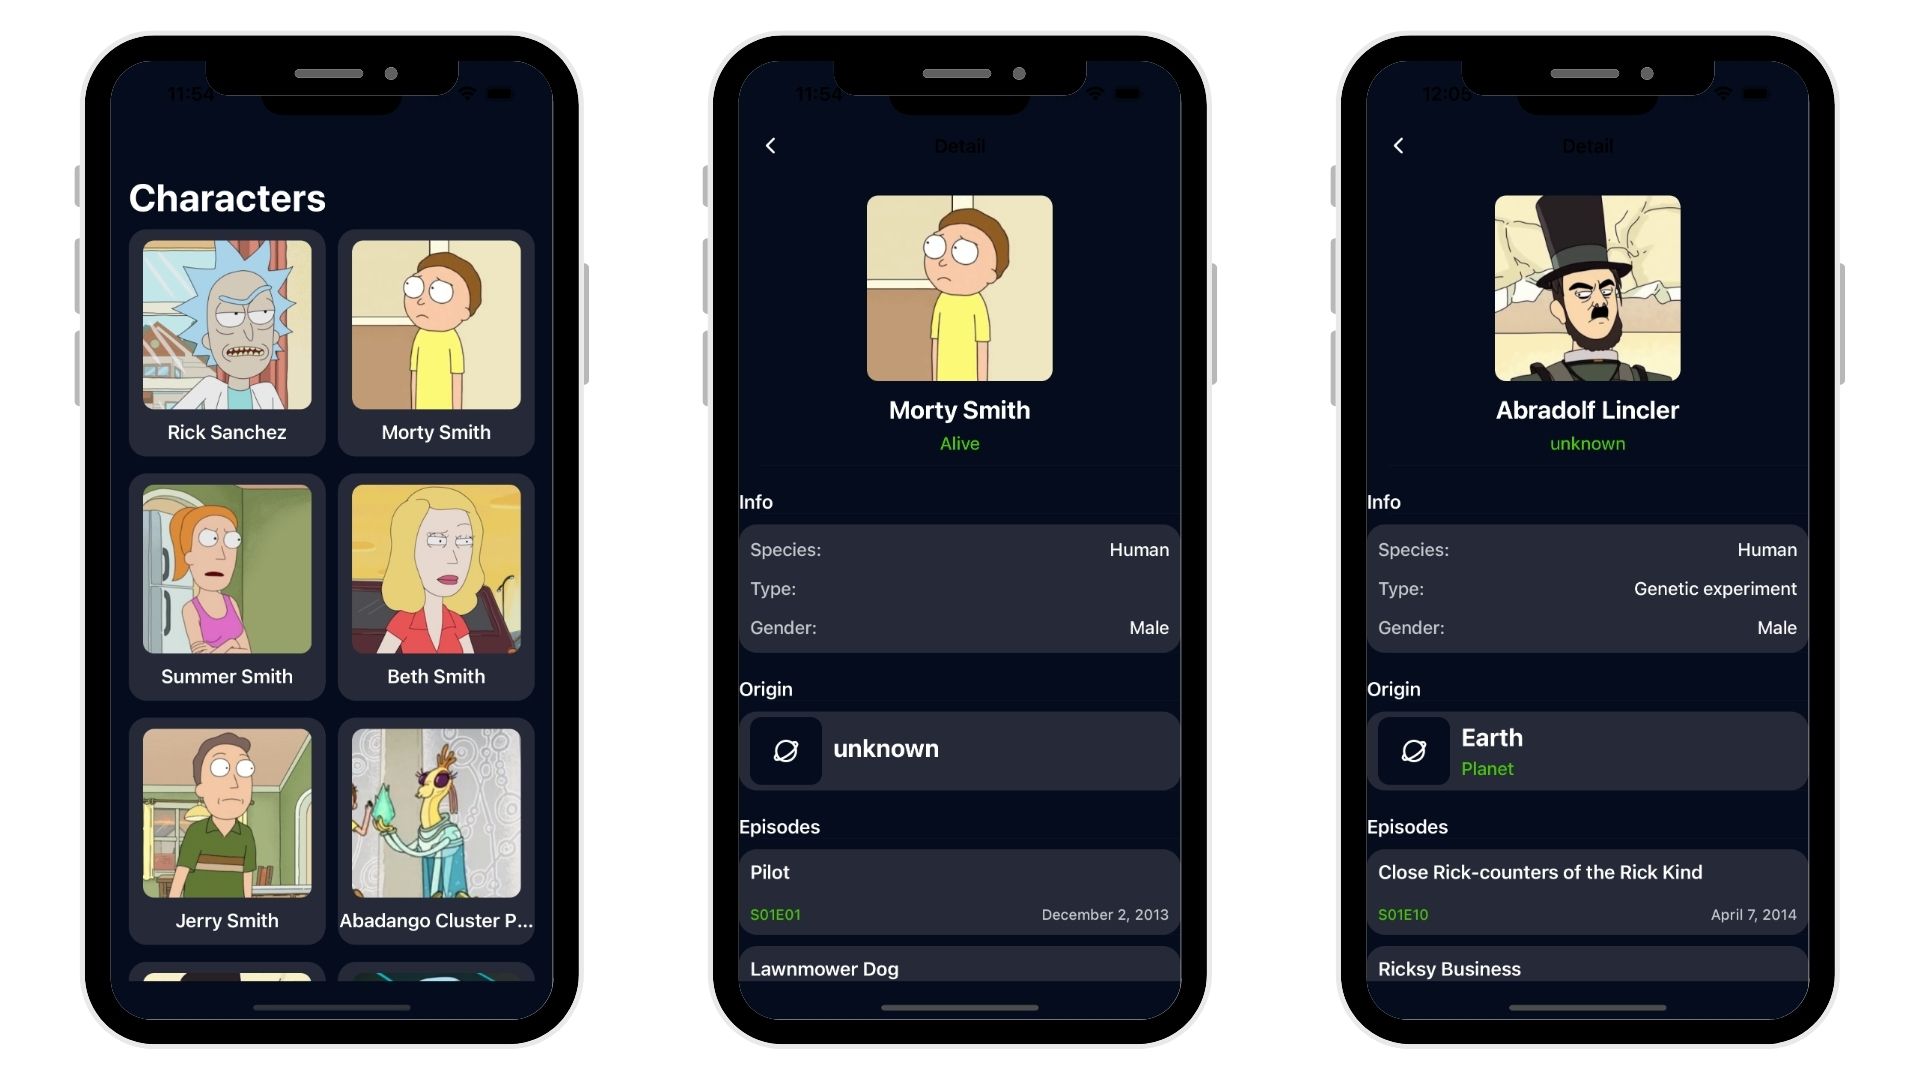 11:54
Characters
Rick Sanchez
Morty Smith
Summer Smith
Beth Smith
Jerry Smith
Abadango Cluster P...
11:54
Detail
Morty Smith
Alive
Info
Species: Human
Type:
Gender: Male
Origin
unknown
Episodes
Pilot
S01E01 December 2, 2013
Lawnmower Dog
12:05
Detail
Abradolf Lincler
unknown
Info
Species: Human
Type: Genetic experiment
Gender: Male
Origin
Earth
Planet
Episodes
Close Rick-counters of the Rick Kind
S01E10 April 7, 2014
Ricksy Business